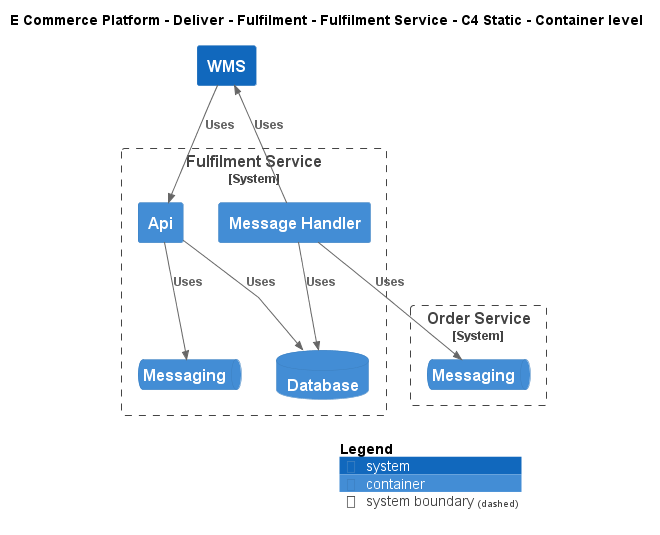 E Commerce Platform - Deliver - Fulfilment - Fulfilment Service - C4 Static - Container level
WMS
Uses
Uses
Fulfilment Service
[System]
Api
Message Handler
Uses
Uses
Uses
Uses
Order Service
[System]
Messaging
Database
Messaging
Legend
system
container
system boundary (dashed)